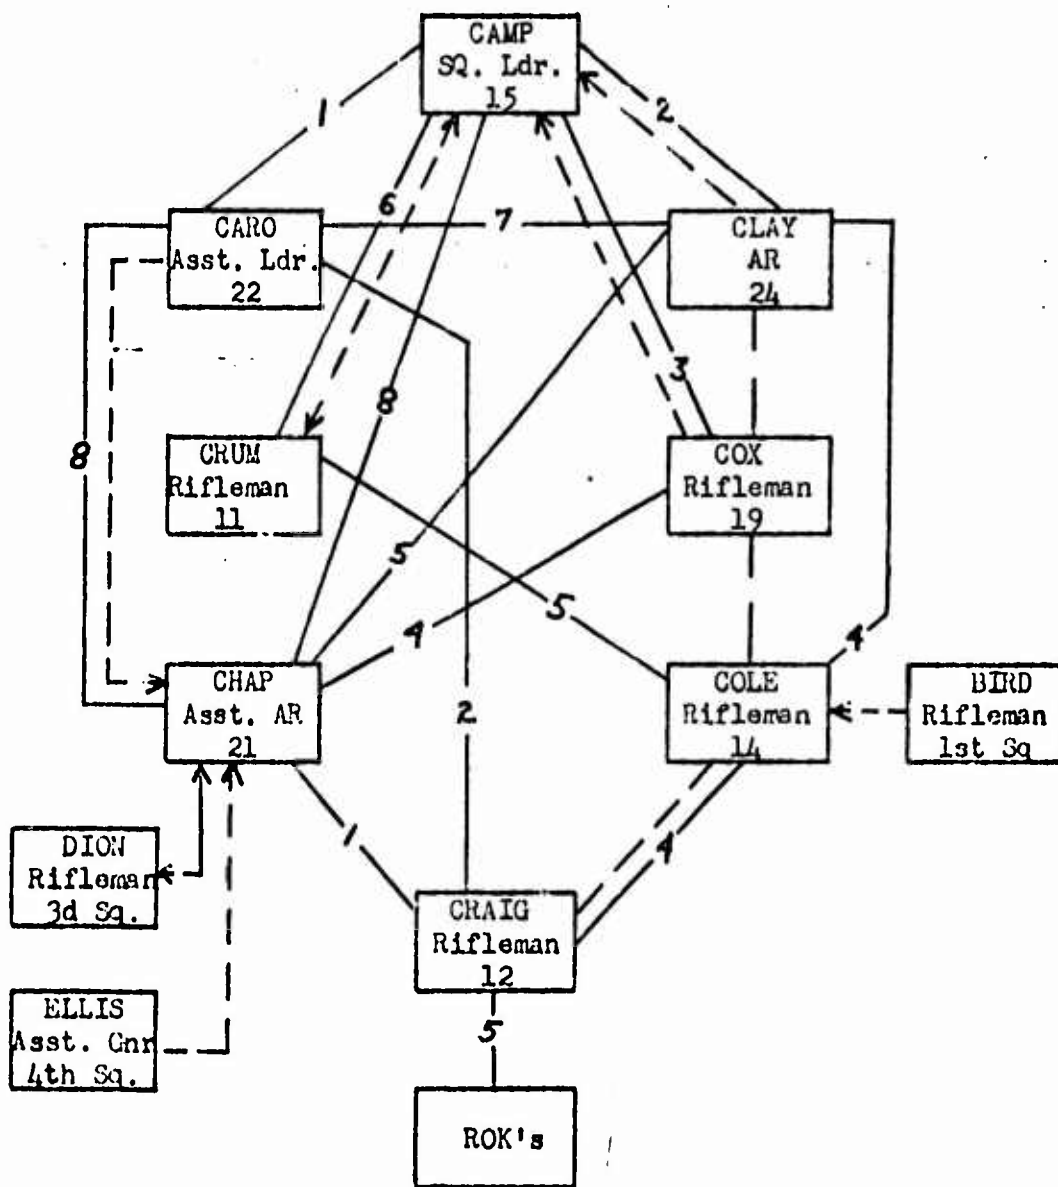 CAMP
SQ. Ldr.
15
1
2
6
CARO
Asst. Ldr.
22
7
CLAY
AR
24
8
3
8
CRUM
Rifleman
11
COX
Rifleman
19
5
4
5
4
CHAP
Asst. AR
21
2
COLE
Rifleman
14
BIRD
Rifleman
1st Sq
1
4
DION
Rifleman
3d Sq.
CRAIG
Rifleman
12
ELLIS
Asst. Gnr
4th Sq.
5
ROK's